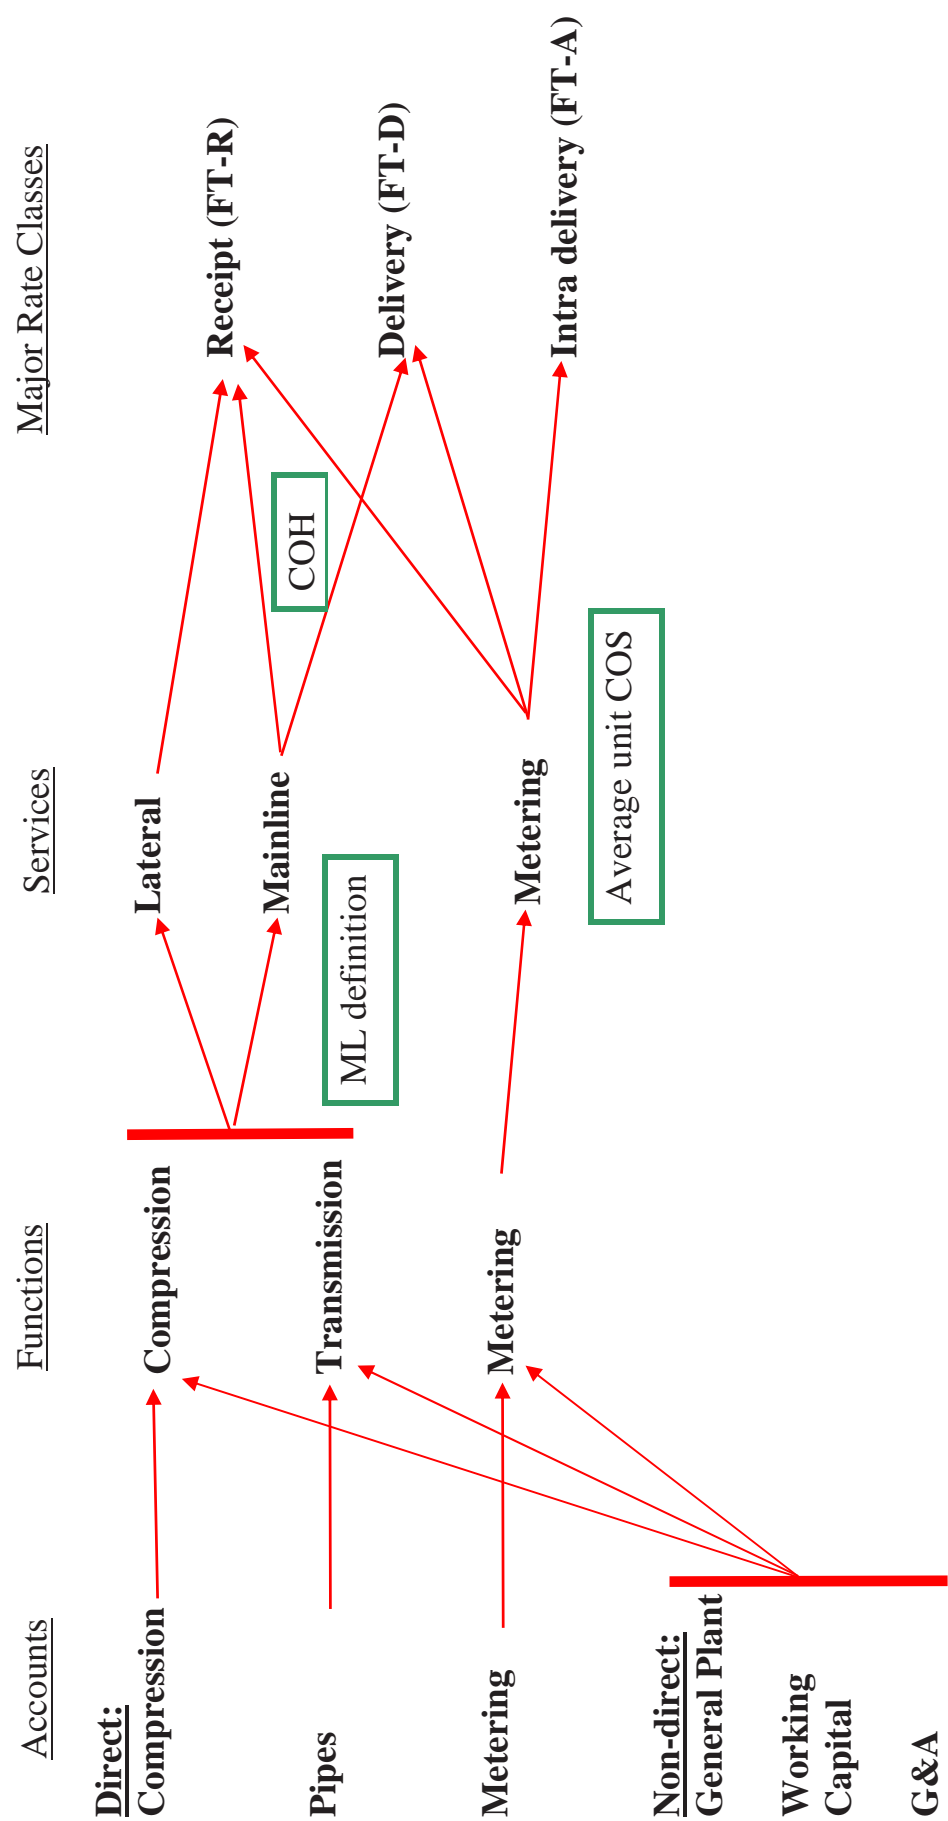 Accounts
Functions
Services
Major Rate Classes
Direct:
Compression
Compression
Lateral
Receipt (FT-R)
Mainline
COH
Pipes
Transmission
ML definition
Delivery (FT-D)
Metering
Metering
Metering
Intra delivery (FT-A)
Average unit COS
Non-direct:
General Plant
Working
Capital
G&A